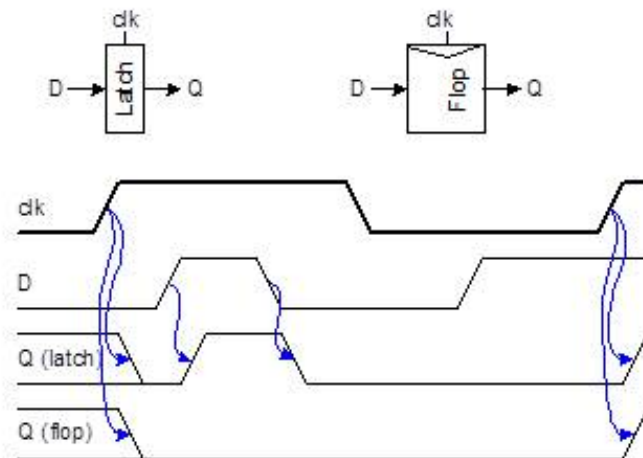 clk
clk
D
Latch
Q
D
Flop
Q
clk
D
Q (latch)
Q (flop)